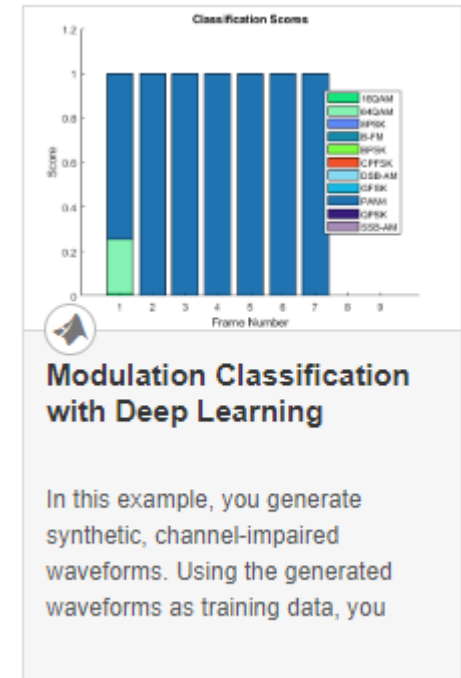 Classification Scores
1.2
1
0.8
0.6
0.4
0.2
0
Score
16QAM
64QAM
8PSK
B-FM
BPSK
CPFSK
DSB-AM
GFSK
PAM4
QPSK
SSB-AM
1 2 3 4 5 6 7 8 9
Frame Number
Modulation Classification
with Deep Learning
In this example, you generate
synthetic, channel-impaired
waveforms. Using the generated
waveforms as training data, you